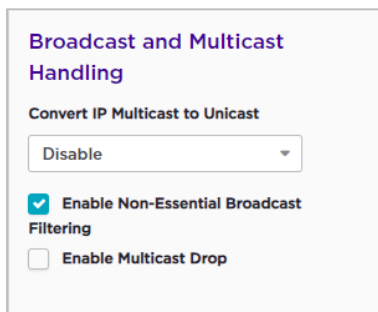 Broadcast and Multicast
Handling
Convert IP Multicast to Unicast
Disable
Enable Non-Essential Broadcast
Filtering
Enable Multicast Drop